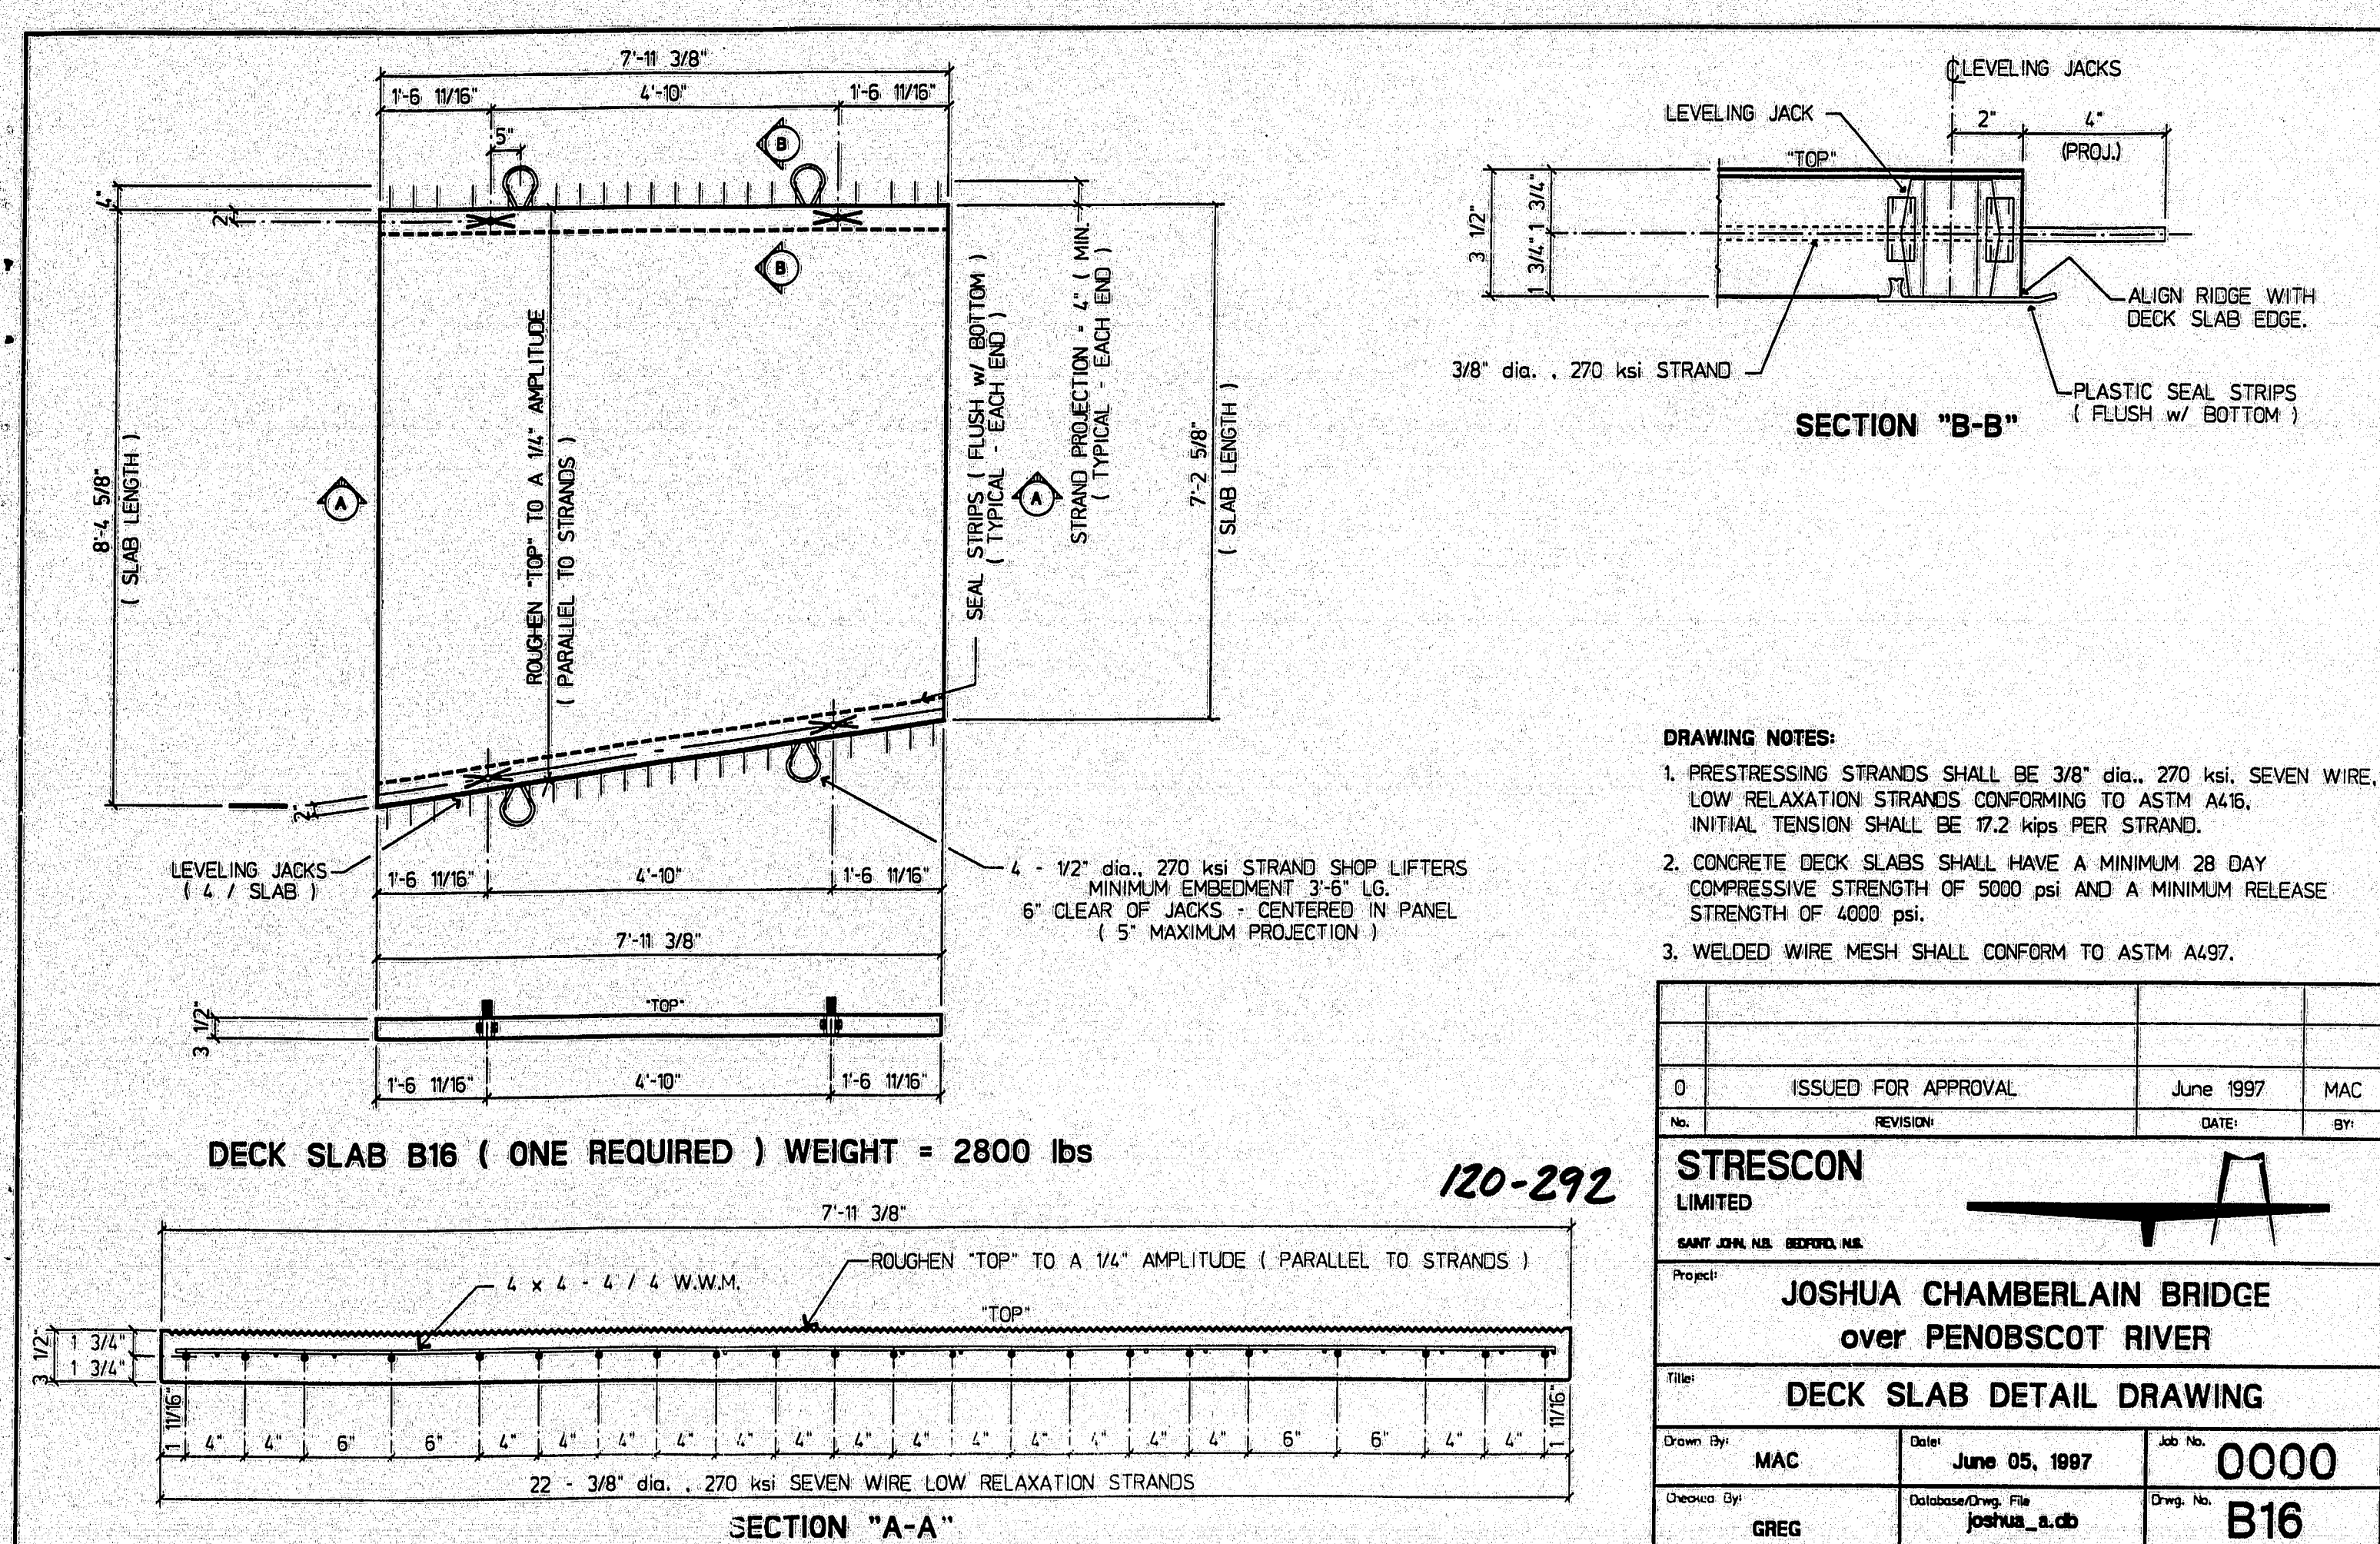 7'-11 3/8"
1'-6 11/16"
4'-10"
1'-6 11/16"
5"
B
4"
2"
B
8'-4 5/8"
( SLAB LENGTH )
A
ROUGHEN "TOP" TO A 1/4" AMPLITUDE
( PARALLEL TO STRANDS )
SEAL STRIPS ( FLUSH w/ BOTTOM )
( TYPICAL - EACH END )
A
STRAND PROJECTION = 4" ( MIN. )
( TYPICAL - EACH END )
7'-2 5/8"
( SLAB LENGTH )
2"
LEVELING JACKS
( 4 / SLAB )
1'-6 11/16"
4'-10"
1'-6 11/16"
4 - 1/2" dia., 270 ksi STRAND SHOP LIFTERS
MINIMUM EMBEDMENT 3'-6" LG.
6" CLEAR OF JACKS - CENTERED IN PANEL
( 5" MAXIMUM PROJECTION )
7'-11 3/8"
"TOP"
3 1/2"
1'-6 11/16"
4'-10"
1'-6 11/16"
DECK SLAB B16 ( ONE REQUIRED ) WEIGHT = 2800 lbs
120-292
7'-11 3/8"
ROUGHEN "TOP" TO A 1/4" AMPLITUDE ( PARALLEL TO STRANDS )
4 x 4 - 4 / 4 W.W.M.
"TOP"
3 1/2"
1 3/4"
1 3/4"
1 11/16"
4" 4" 6" 6" 4" 4" 4" 4" 4" 4" 4" 4" 4" 4" 4" 4" 4" 6" 6" 4" 4"
1 11/16"
22 - 3/8" dia. , 270 ksi SEVEN WIRE LOW RELAXATION STRANDS
SECTION "A-A"
℄ LEVELING JACKS
LEVELING JACK
2"
4"
(PROJ.)
"TOP"
3 1/2"
1 3/4"
1 3/4"
ALIGN RIDGE WITH
DECK SLAB EDGE.
3/8" dia. , 270 ksi STRAND
PLASTIC SEAL STRIPS
( FLUSH w/ BOTTOM )
SECTION "B-B"
DRAWING NOTES:
1. PRESTRESSING STRANDS SHALL BE 3/8" dia., 270 ksi, SEVEN WIRE,
LOW RELAXATION STRANDS CONFORMING TO ASTM A416.
INITIAL TENSION SHALL BE 17.2 kips PER STRAND.
2. CONCRETE DECK SLABS SHALL HAVE A MINIMUM 28 DAY
COMPRESSIVE STRENGTH OF 5000 psi AND A MINIMUM RELEASE
STRENGTH OF 4000 psi.
3. WELDED WIRE MESH SHALL CONFORM TO ASTM A497.
0 ISSUED FOR APPROVAL June 1997 MAC
No. REVISION: DATE: BY:
STRESCON
LIMITED
SAINT JOHN, N.B. BEDFORD, N.S.
Project:
JOSHUA CHAMBERLAIN BRIDGE
over PENOBSCOT RIVER
Title:
DECK SLAB DETAIL DRAWING
Drawn By: MAC
Date: June 05, 1997
Job No. 0000
Checked By: GREG
Database/Drwg. File joshua_a.db
Drwg. No. B16